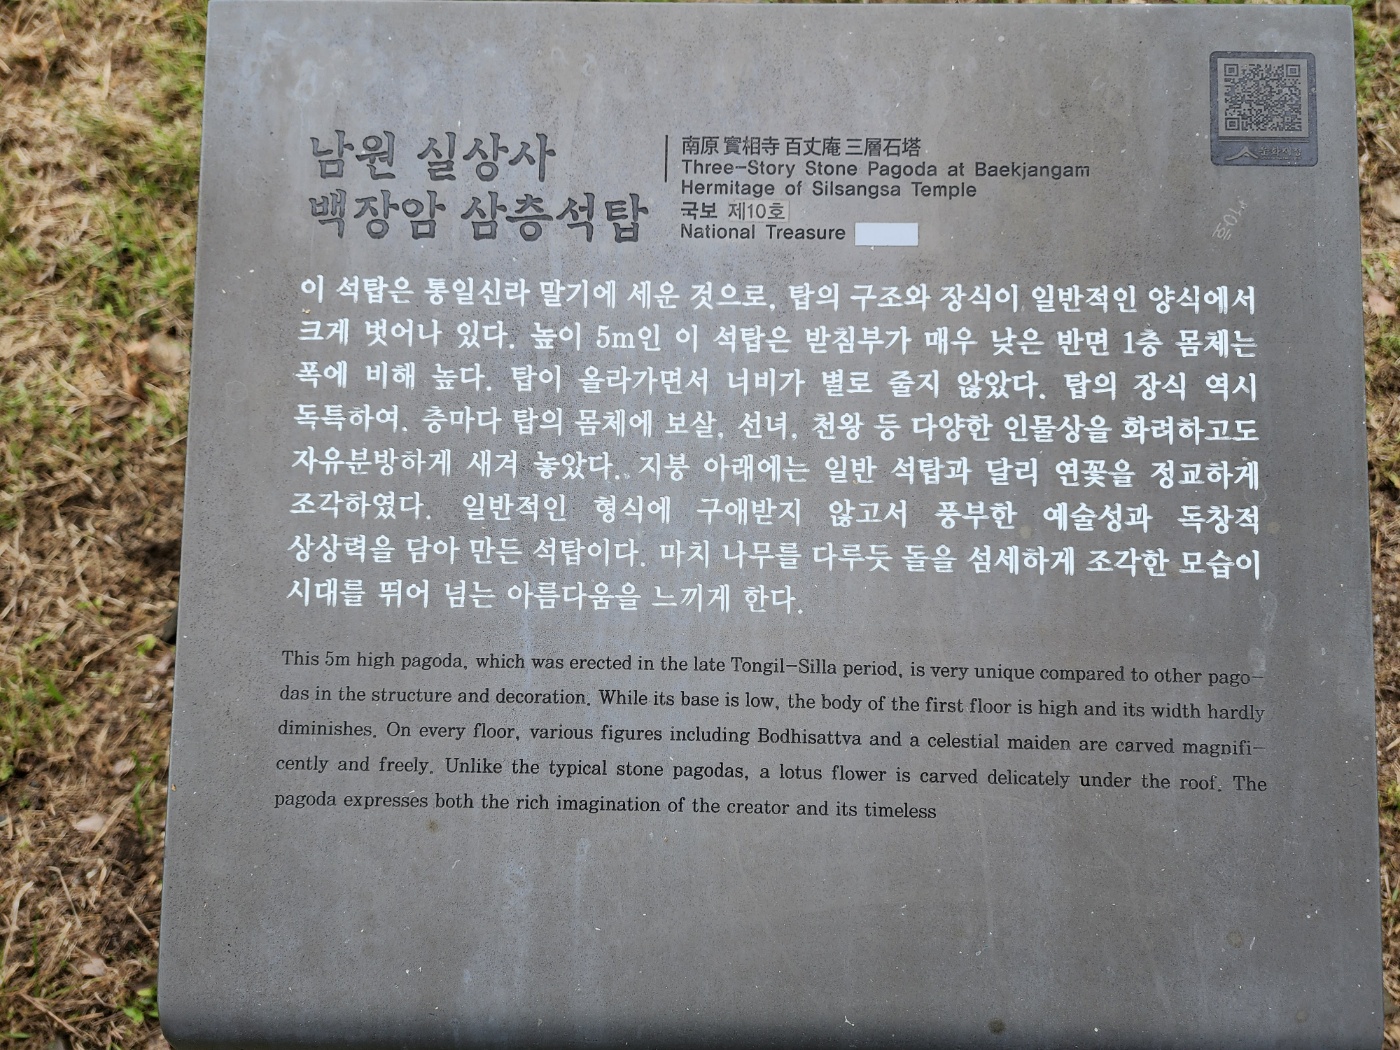 남원 실상사
백장암 삼층석탑
南原 實相寺 百丈庵 三層石塔
Three-Story Stone Pagoda at Baekjangam
Hermitage of Silsangsa Temple
국보 제10호
National Treasure
이 석탑은 통일신라 말기에 세운 것으로, 탑의 구조와 장식이 일반적인 양식에서
크게 벗어나 있다. 높이 5m인 이 석탑은 받침부가 매우 낮은 반면 1층 몸체는
폭에 비해 높다. 탑이 올라가면서 너비가 별로 줄지 않았다. 탑의 장식 역시
독특하여, 층마다 탑의 몸체에 보살, 선녀, 천왕 등 다양한 인물상을 화려하고도
자유분방하게 새겨 놓았다. 지붕 아래에는 일반 석탑과 달리 연꽃을 정교하게
조각하였다. 일반적인 형식에 구애받지 않고서 풍부한 예술성과 독창적
상상력을 담아 만든 석탑이다. 마치 나무를 다루듯 돌을 섬세하게 조각한 모습이
시대를 뛰어 넘는 아름다움을 느끼게 한다.
This 5m high pagoda, which was erected in the late Tongil-Silla period, is very unique compared to other pago-
das in the structure and decoration. While its base is low, the body of the first floor is high and its width hardly
diminishes. On every floor, various figures including Bodhisattva and a celestial maiden are carved magnifi-
cently and freely. Unlike the typical stone pagodas, a lotus flower is carved delicately under the roof. The
pagoda expresses both the rich imagination of the creator and its timeless